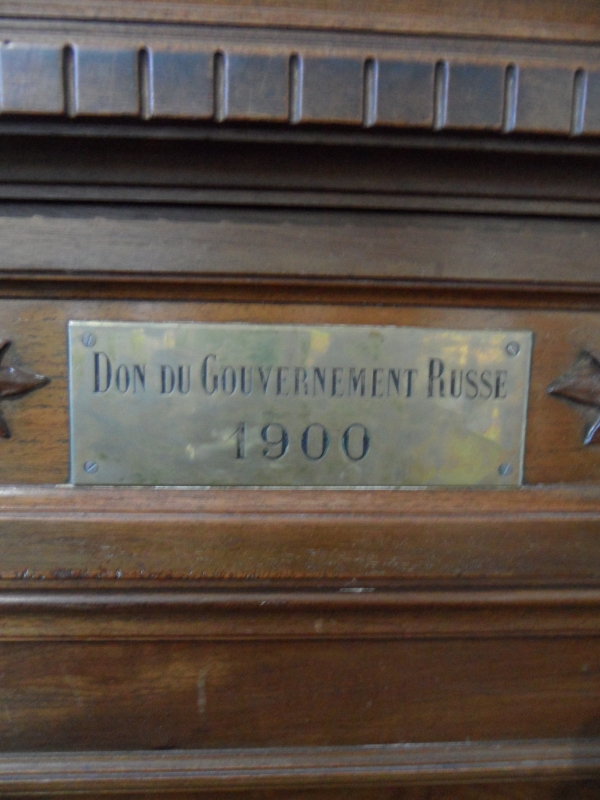 DON DU GOUVERNEMENT RUSSE
1900